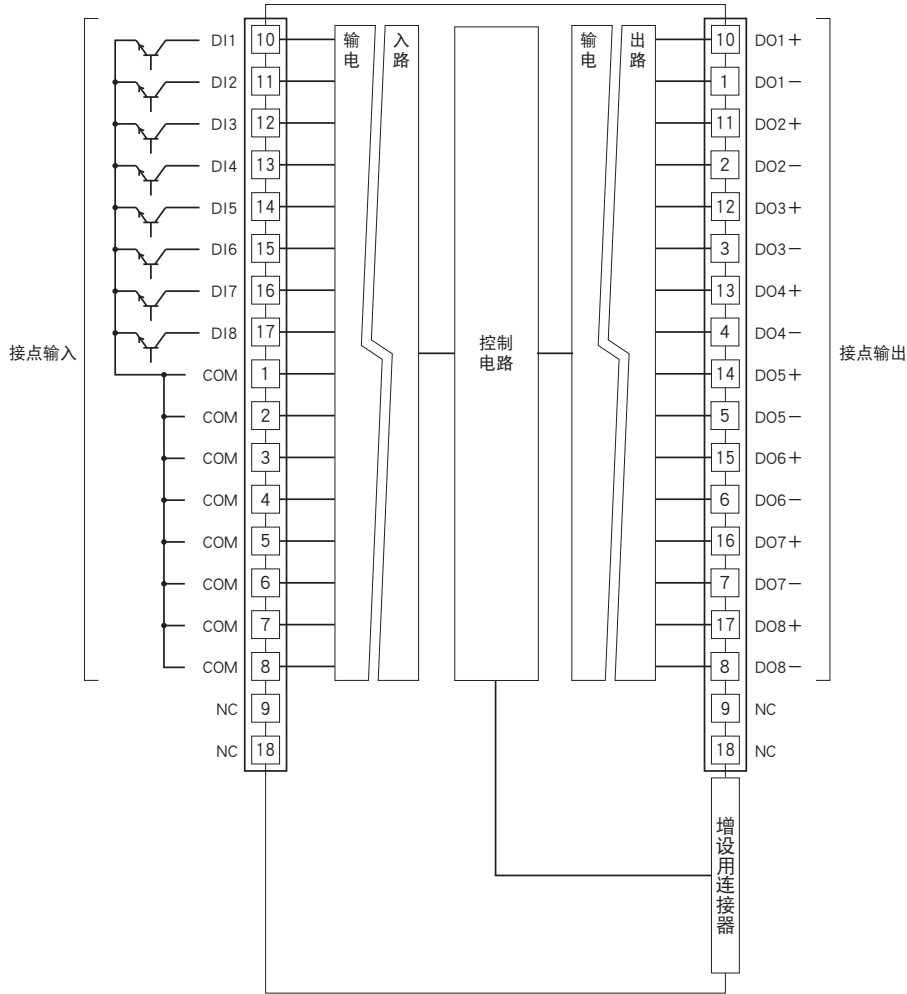 接点输入
DI1 10
DI2 11
DI3 12
DI4 13
DI5 14
DI6 15
DI7 16
DI8 17
COM 1
COM 2
COM 3
COM 4
COM 5
COM 6
COM 7
COM 8
NC 9
NC 18
输入
电路
控制
电路
输出
电路
10 DO1+
1 DO1-
11 DO2+
2 DO2-
12 DO3+
3 DO3-
13 DO4+
4 DO4-
14 DO5+
5 DO5-
15 DO6+
6 DO6-
16 DO7+
7 DO7-
17 DO8+
8 DO8-
9 NC
18 NC
接点输出
增设用连接器